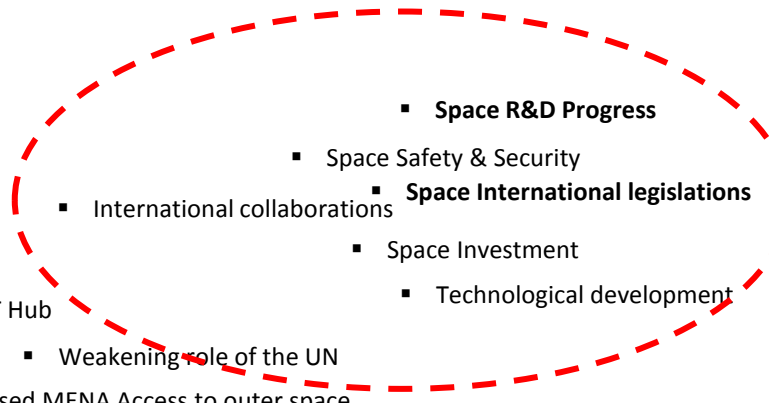 ▪ Space R&D Progress
▪ Space Safety & Security
▪ Space International legislations
▪ International collaborations
▪ Space Investment
▪ Technological development
Hub
▪ Weakening role of the UN
MENA Access to outer space